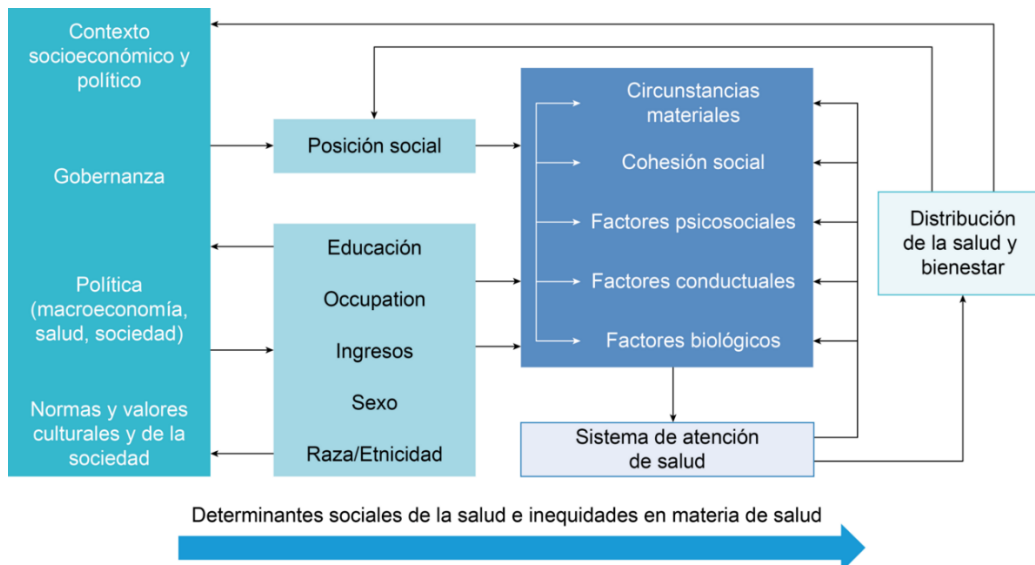 Contexto
socioeconómico y
político
Gobernanza
Política
(macroeconomía,
salud, sociedad)
Normas y valores
culturales y de la
sociedad
Posición social
Educación
Occupation
Ingresos
Sexo
Raza/Etnicidad
Circunstancias
materiales
Cohesión social
Factores psicosociales
Factores conductuales
Factores biológicos
Sistema de atención
de salud
Distribución
de la salud y
bienestar
Determinantes sociales de la salud e inequidades en materia de salud